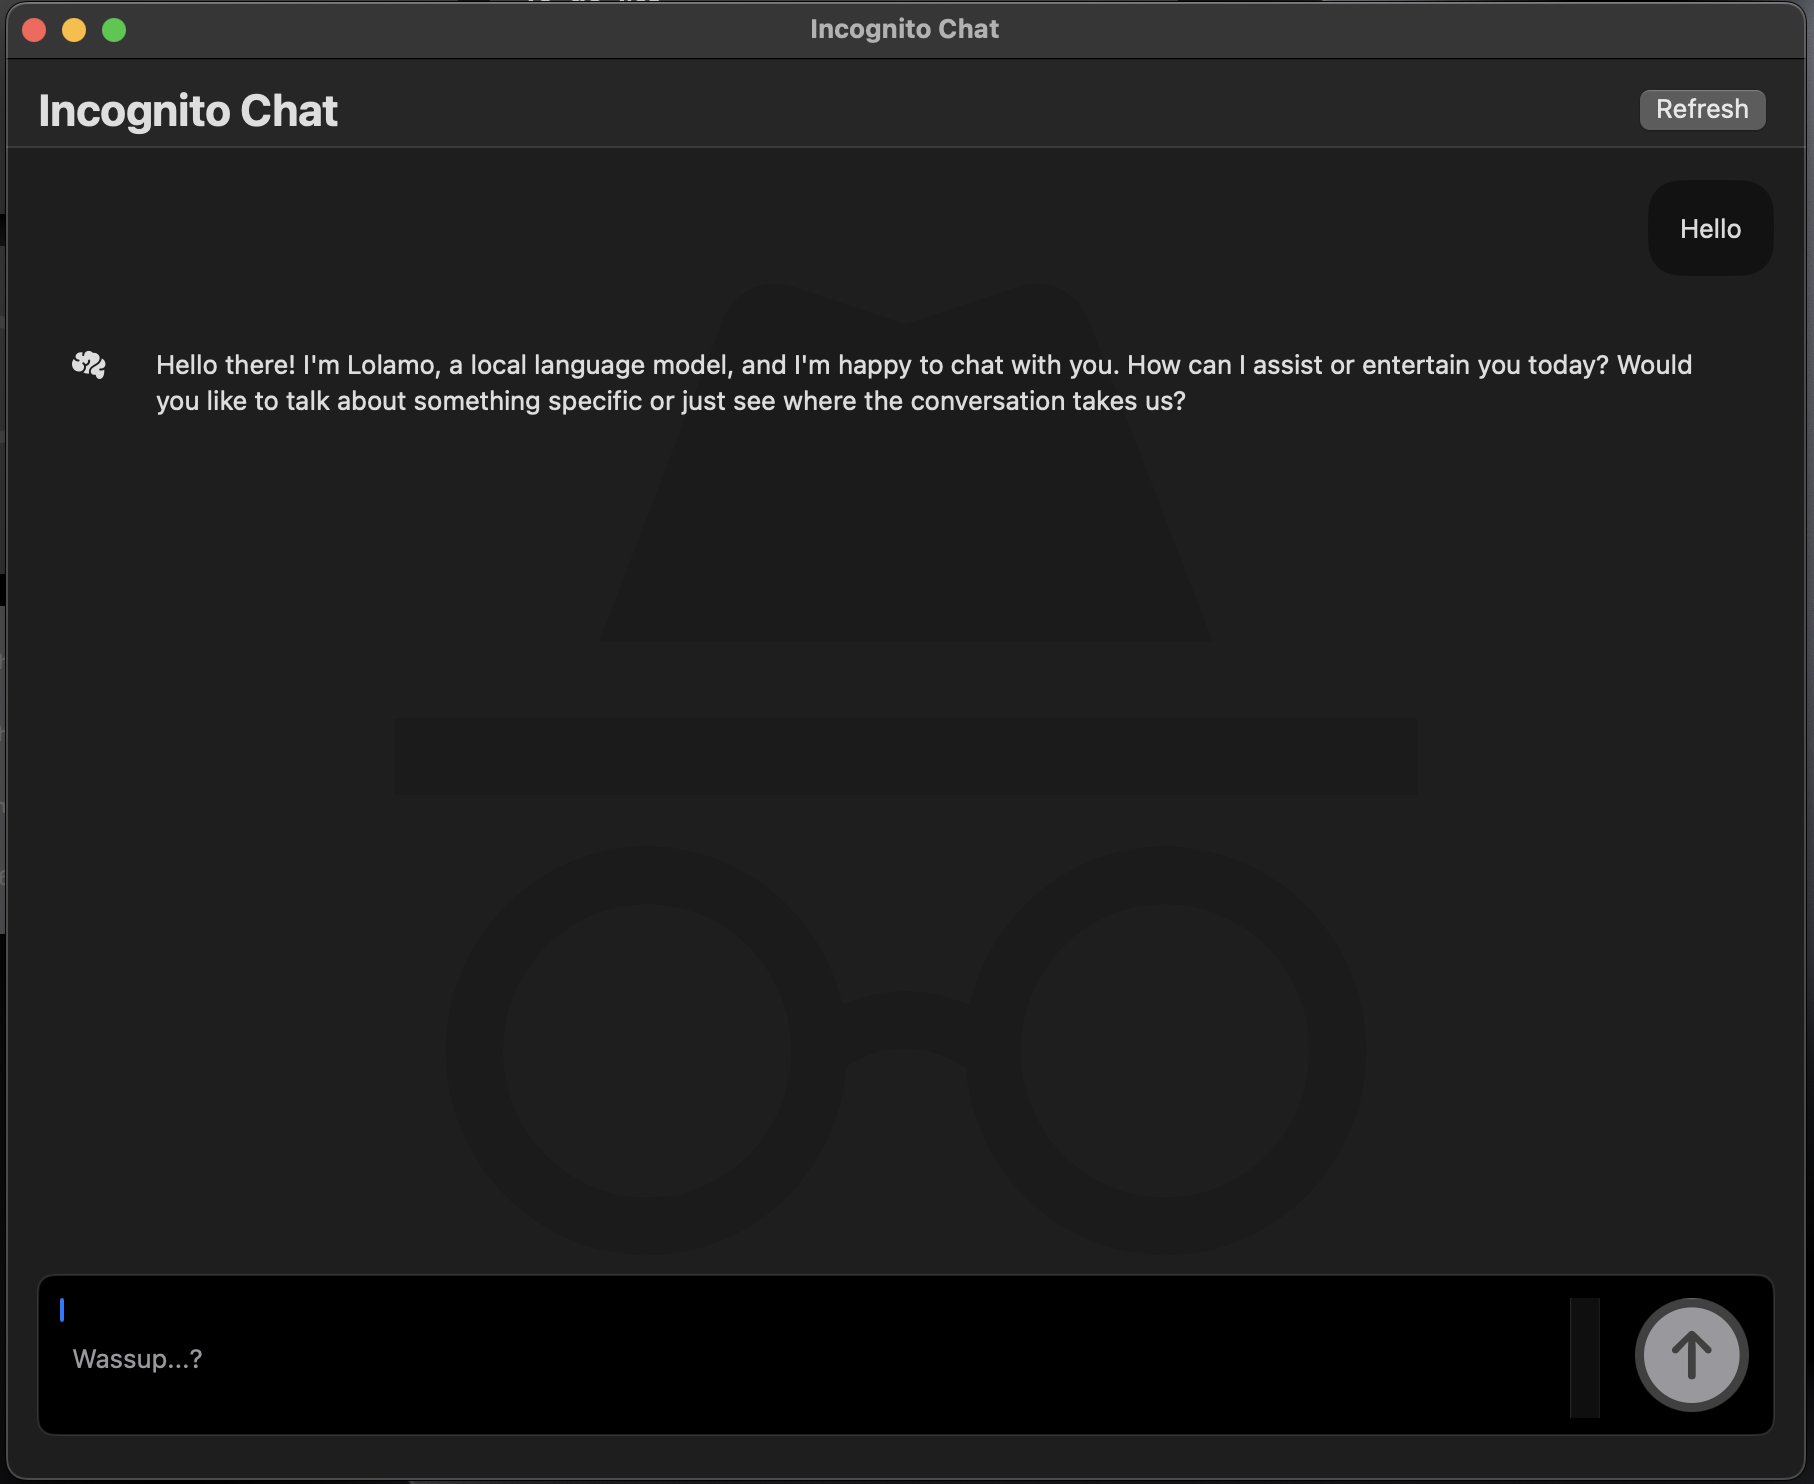 Incognito Chat
Incognito Chat
Refresh
Hello
Hello there! I'm Lolamo, a local language model, and I'm happy to chat with you. How can I assist or entertain you today? Would
you like to talk about something specific or just see where the conversation takes us?
Wassup...?